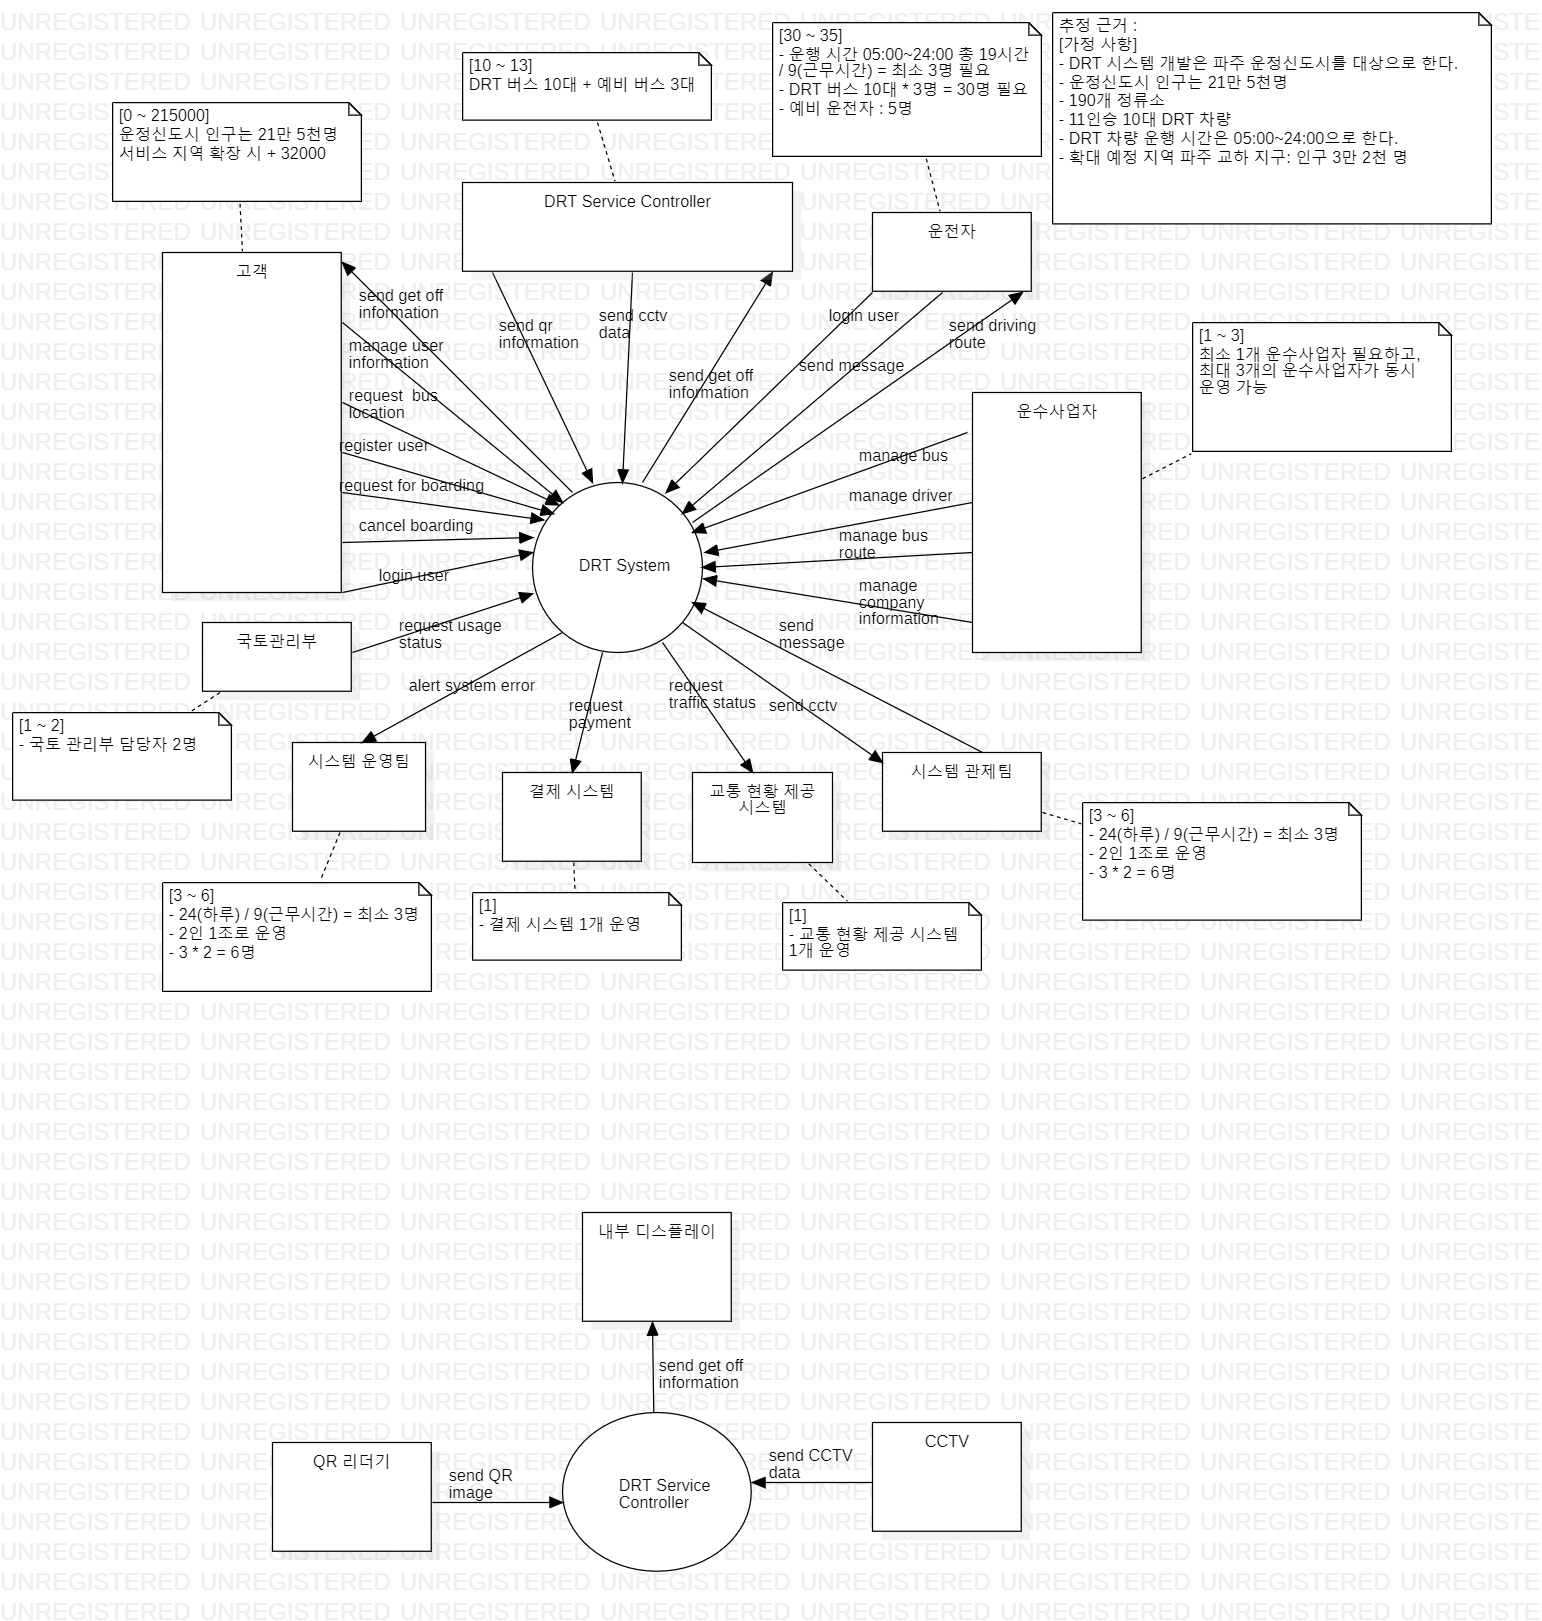 [0 ~ 215000]
운정신도시 인구는 21만 5천명
서비스 지역 확장 시 + 32000
[10 ~ 13]
DRT 버스 10대 + 예비 버스 3대
[30 ~ 35]
- 운행 시간 05:00~24:00 총 19시간
/ 9(근무시간) = 최소 3명 필요
- DRT 버스 10대 * 3명 = 30명 필요
- 예비 운전자 : 5명
추정 근거 :
[가정 사항]
- DRT 시스템 개발은 파주 운정신도시를 대상으로 한다.
- 운정신도시 인구는 21만 5천명
- 190개 정류소
- 11인승 10대 DRT 차량
- DRT 차량 운행 시간은 05:00~24:00으로 한다.
- 확대 예정 지역 파주 교하 지구: 인구 3만 2천 명
고객
DRT Service Controller
운전자
[1 ~ 3]
최소 1개 운수사업자 필요하고,
최대 3개의 운수사업자가 동시
운영 가능
운수사업자
send get off
information
manage user
information
request  bus
location
register user
request for boarding
cancel boarding
login user
send qr
information
send cctv
data
send get off
information
login user
send message
send driving
route
manage bus
manage driver
manage bus
route
manage
company
information
DRT System
국토관리부
request usage
status
[1 ~ 2]
- 국토 관리부 담당자 2명
alert system error
request
payment
request
traffic status
send cctv
send
message
시스템 운영팀
결제 시스템
교통 현황 제공
시스템
시스템 관제팀
[3 ~ 6]
- 24(하루) / 9(근무시간) = 최소 3명
- 2인 1조로 운영
- 3 * 2 = 6명
[1]
- 결제 시스템 1개 운영
[1]
- 교통 현황 제공 시스템
1개 운영
[3 ~ 6]
- 24(하루) / 9(근무시간) = 최소 3명
- 2인 1조로 운영
- 3 * 2 = 6명
내부 디스플레이
send get off
information
QR 리더기
send QR
image
DRT Service
Controller
send CCTV
data
CCTV
UNREGISTERED